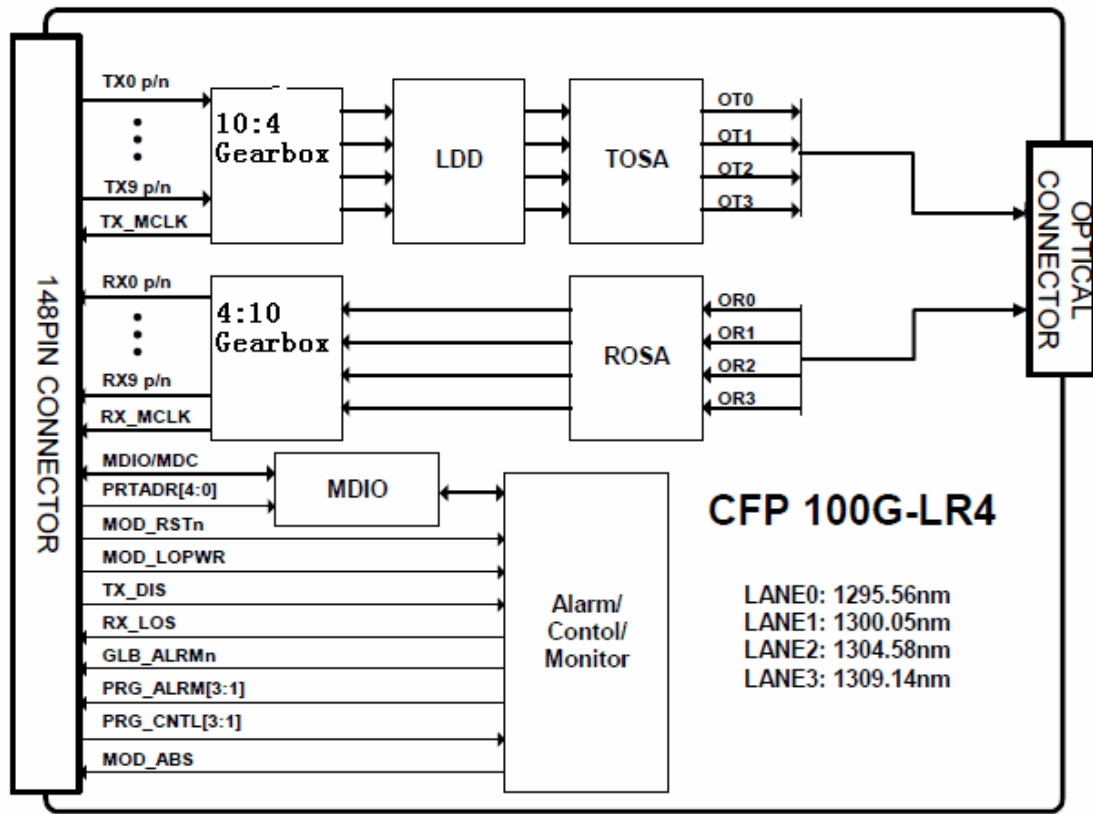 148PIN CONNECTOR
TX0 p/n
TX9 p/n
TX_MCLK
10:4
Gearbox
LDD
TOSA
OT0
OT1
OT2
OT3
OPTICAL
CONNECTOR
RX0 p/n
RX9 p/n
RX_MCLK
4:10
Gearbox
ROSA
OR0
OR1
OR2
OR3
MDIO/MDC
PRTADR[4:0]
MDIO
MOD_RSTn
MOD_LOPWR
TX_DIS
RX_LOS
GLB_ALRMn
PRG_ALRM[3:1]
PRG_CNTL[3:1]
MOD_ABS
Alarm/
Contol/
Monitor
CFP 100G-LR4
LANE0: 1295.56nm
LANE1: 1300.05nm
LANE2: 1304.58nm
LANE3: 1309.14nm